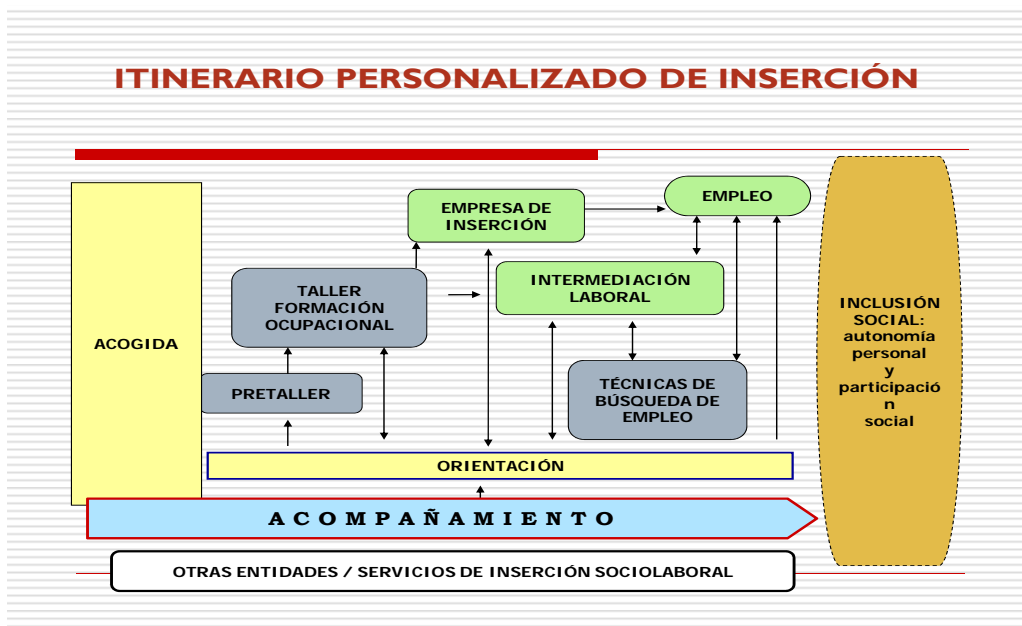 ITINERARIO PERSONALIZADO DE INSERCIÓN
ACOGIDA
EMPRESA DE
INSERCIÓN
EMPLEO
TALLER
FORMACIÓN
OCUPACIONAL
INTERMEDIACIÓN
LABORAL
PRETALLER
TÉCNICAS DE
BÚSQUEDA DE
EMPLEO
ORIENTACIÓN
ACOMPAÑAMIENTO
OTRAS ENTIDADES / SERVICIOS DE INSERCIÓN SOCIOLABORAL
INCLUSIÓN
SOCIAL:
autonomía
personal
y
participació
n
social